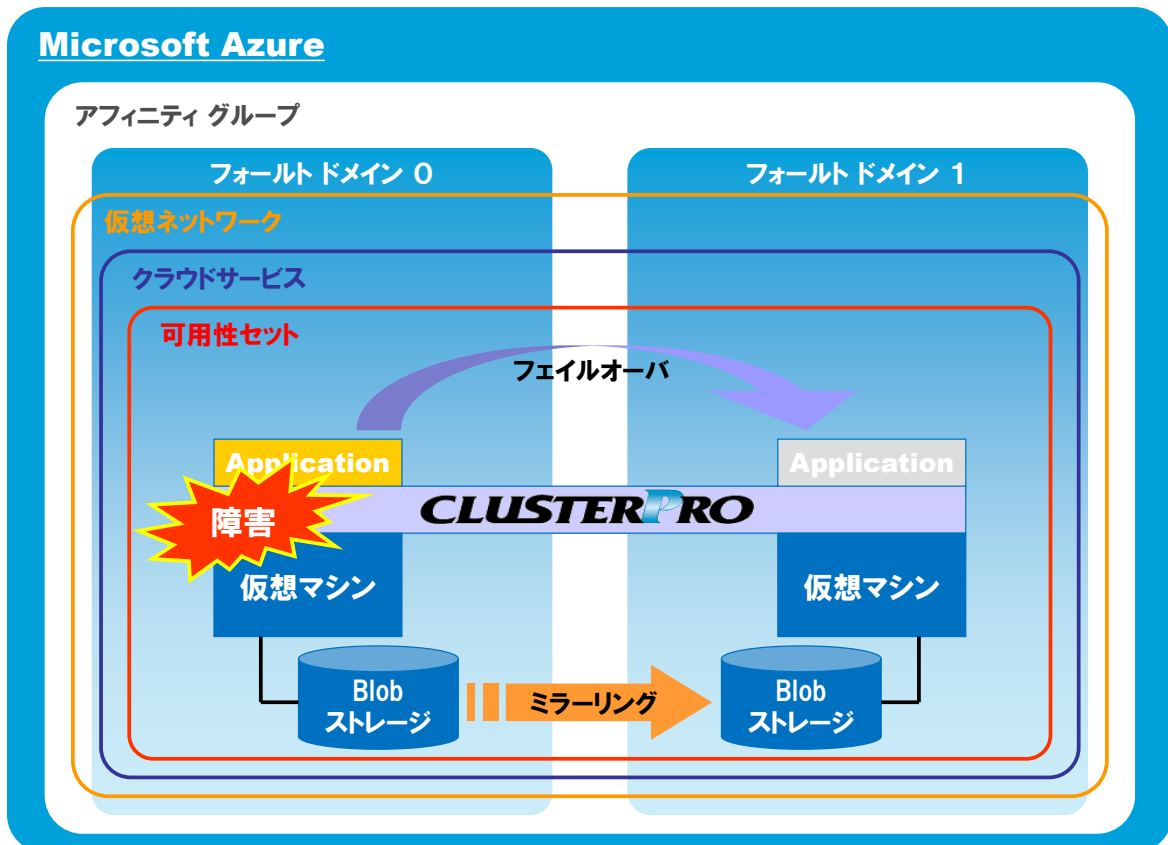 Microsoft Azure
アフィニティ グループ
フォールト ドメイン 0
フォールト ドメイン 1
仮想ネットワーク
クラウドサービス
可用性セット
フェイルオーバ
Application
Application
CLUSTERPRO
障害
仮想マシン
仮想マシン
Blob
ストレージ
ミラーリング
Blob
ストレージ